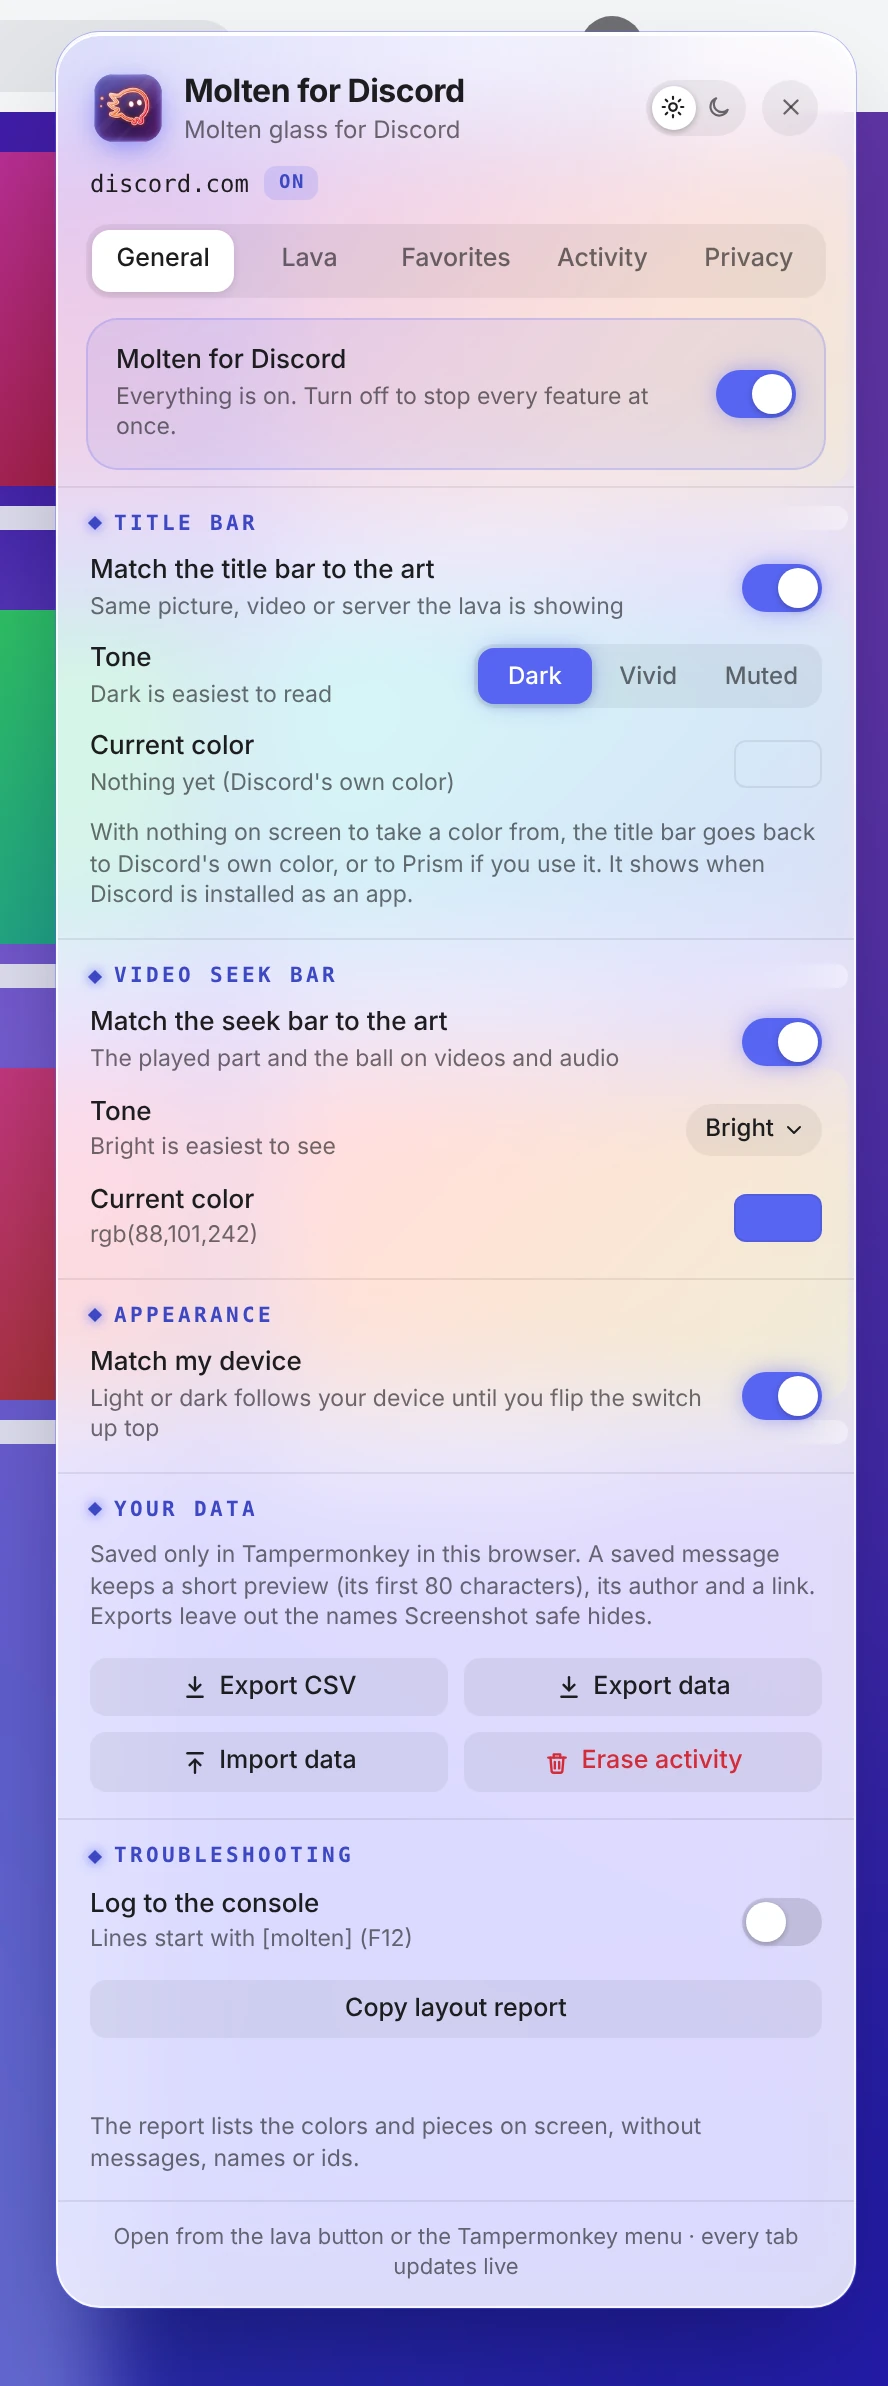 Molten for Discord
Molten glass for Discord
discord.com ON
General Lava Favorites Activity Privacy
Molten for Discord
Everything is on. Turn off to stop every feature at
once.
TITLE BAR
Match the title bar to the art
Same picture, video or server the lava is showing
Tone
Dark is easiest to read
Dark Vivid Muted
Current color
Nothing yet (Discord's own color)
With nothing on screen to take a color from, the title bar goes back
to Discord's own color, or to Prism if you use it. It shows when
Discord is installed as an app.
VIDEO SEEK BAR
Match the seek bar to the art
The played part and the ball on videos and audio
Tone
Bright is easiest to see
Bright
Current color
rgb(88,101,242)
APPEARANCE
Match my device
Light or dark follows your device until you flip the switch
up top
YOUR DATA
Saved only in Tampermonkey in this browser. A saved message
keeps a short preview (its first 80 characters), its author and a link.
Exports leave out the names Screenshot safe hides.
Export CSV Export data
Import data Erase activity
TROUBLESHOOTING
Log to the console
Lines start with [molten] (F12)
Copy layout report
The report lists the colors and pieces on screen, without
messages, names or ids.
Open from the lava button or the Tampermonkey menu · every tab
updates live